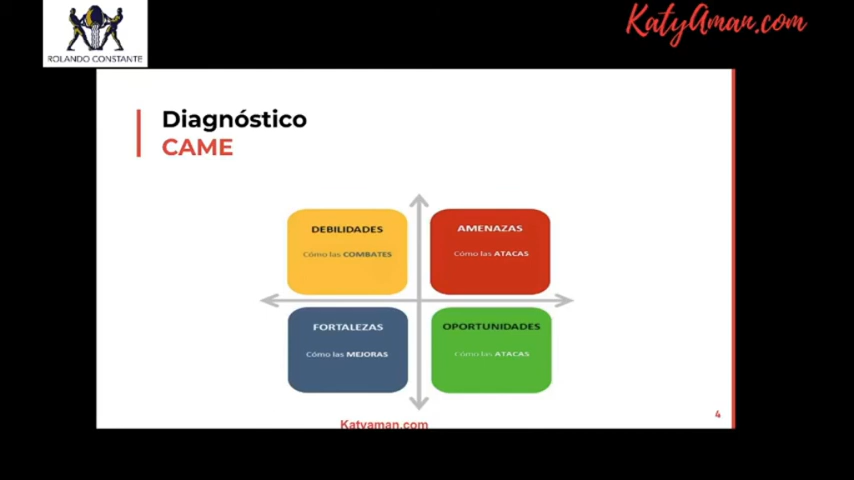 KatyAman.com
ROLANDO CONSTANTE
Diagnóstico
CAME
DEBILIDADES
Cómo las COMBATES
AMENAZAS
Cómo las ATACAS
FORTALEZAS
Cómo las MEJORAS
OPORTUNIDADES
Cómo las ATACAS
Katyaman.com
4